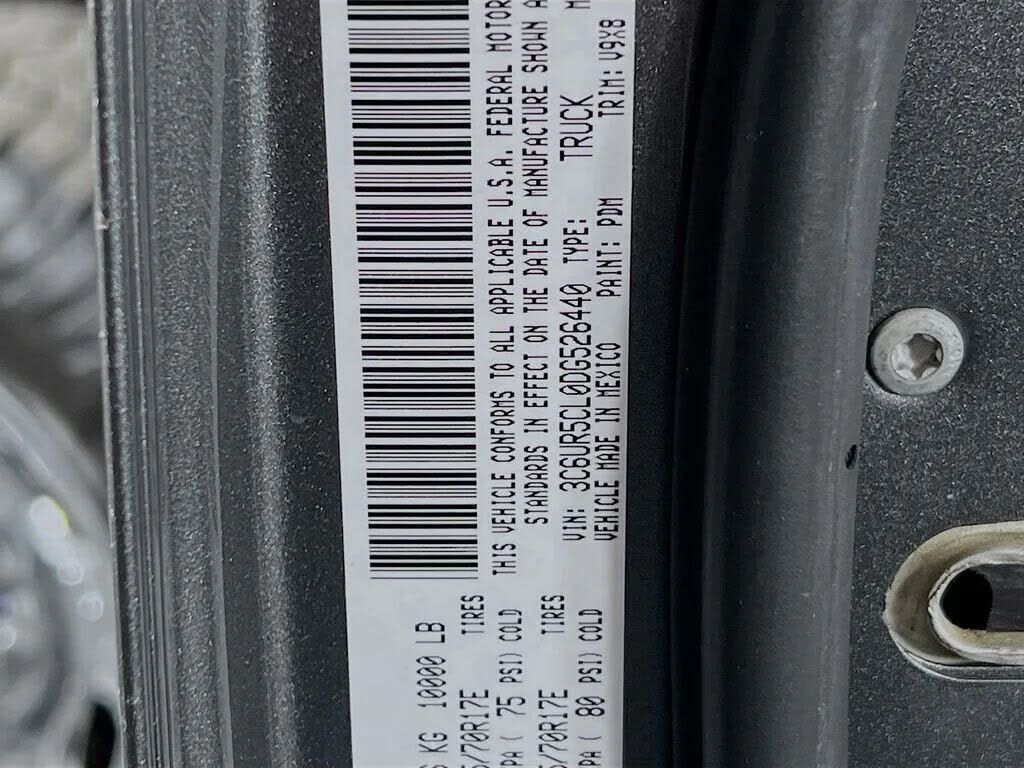 THIS VEHICLE CONFORMS TO ALL APPLICABLE U.S.A. FEDERAL MOTOR
STANDARDS IN EFFECT ON THE DATE OF MANUFACTURE SHOWN A
VIN: 3C6UR5CL0DG526440 TYPE: TRUCK M
VEHICLE MADE IN MEXICO PAINT: PDM TRIM: V9X8
KG 10000 LB
5/70R17E TIRES
PA ( 75 PSI) COLD
5/70R17E TIRES
PA ( 80 PSI) COLD